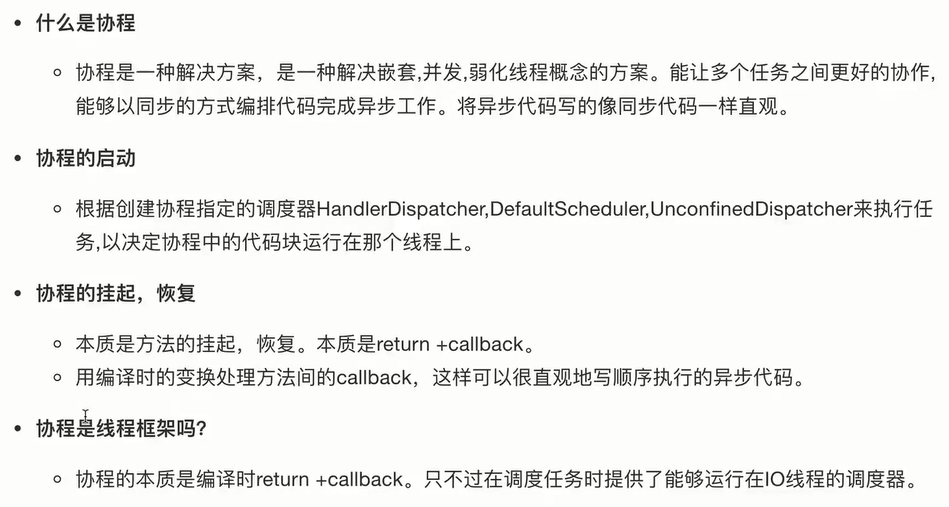 什么是协程
协程是一种解决方案，是一种解决嵌套,并发,弱化线程概念的方案。能让多个任务之间更好的协作,
能够以同步的方式编排代码完成异步工作。将异步代码写的像同步代码一样直观。
协程的启动
根据创建协程指定的调度器HandlerDispatcher,DefaultScheduler,UnconfinedDispatcher来执行任
务,以决定协程中的代码块运行在那个线程上。
协程的挂起，恢复
本质是方法的挂起，恢复。本质是return +callback。
用编译时的变换处理方法间的callback，这样可以很直观地写顺序执行的异步代码。
协程是线程框架吗?
协程的本质是编译时return +callback。只不过在调度任务时提供了能够运行在IO线程的调度器。